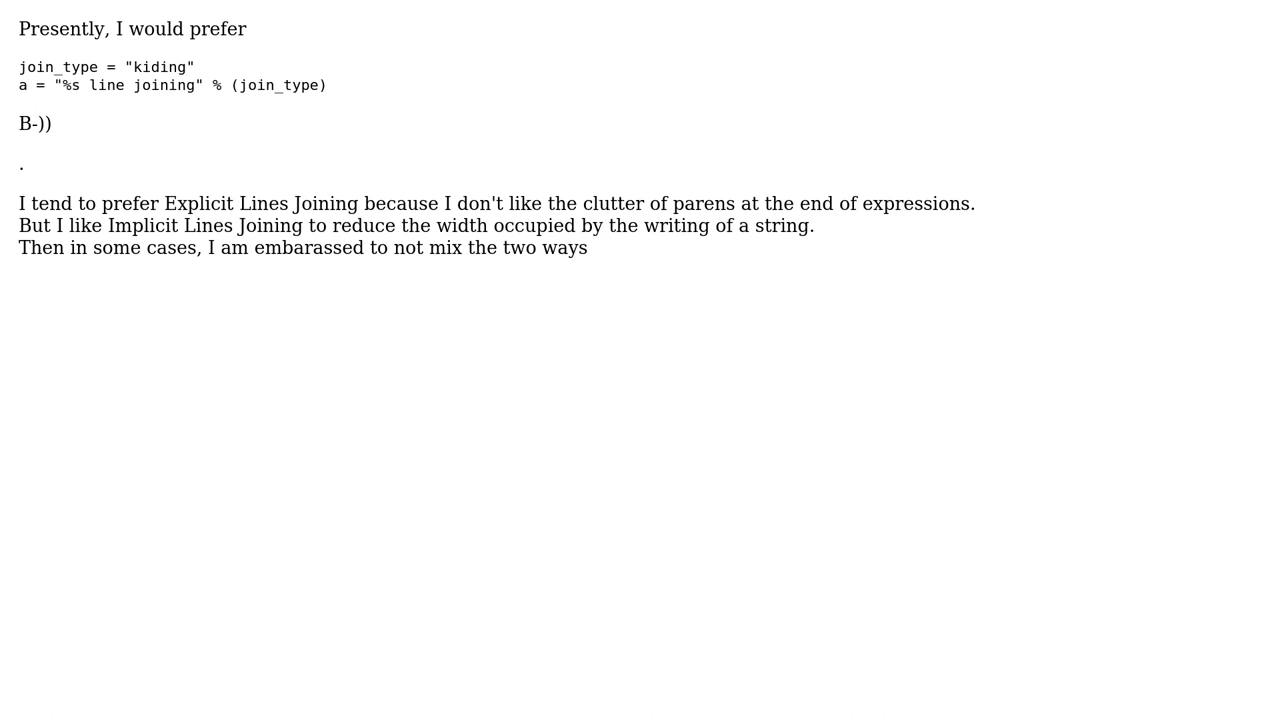 Presently, I would prefer
join_type = "kiding"
a = "%s line joining" % (join_type)
B-))
.
I tend to prefer Explicit Lines Joining because I don't like the clutter of parens at the end of expressions.
But I like Implicit Lines Joining to reduce the width occupied by the writing of a string.
Then in some cases, I am embarassed to not mix the two ways